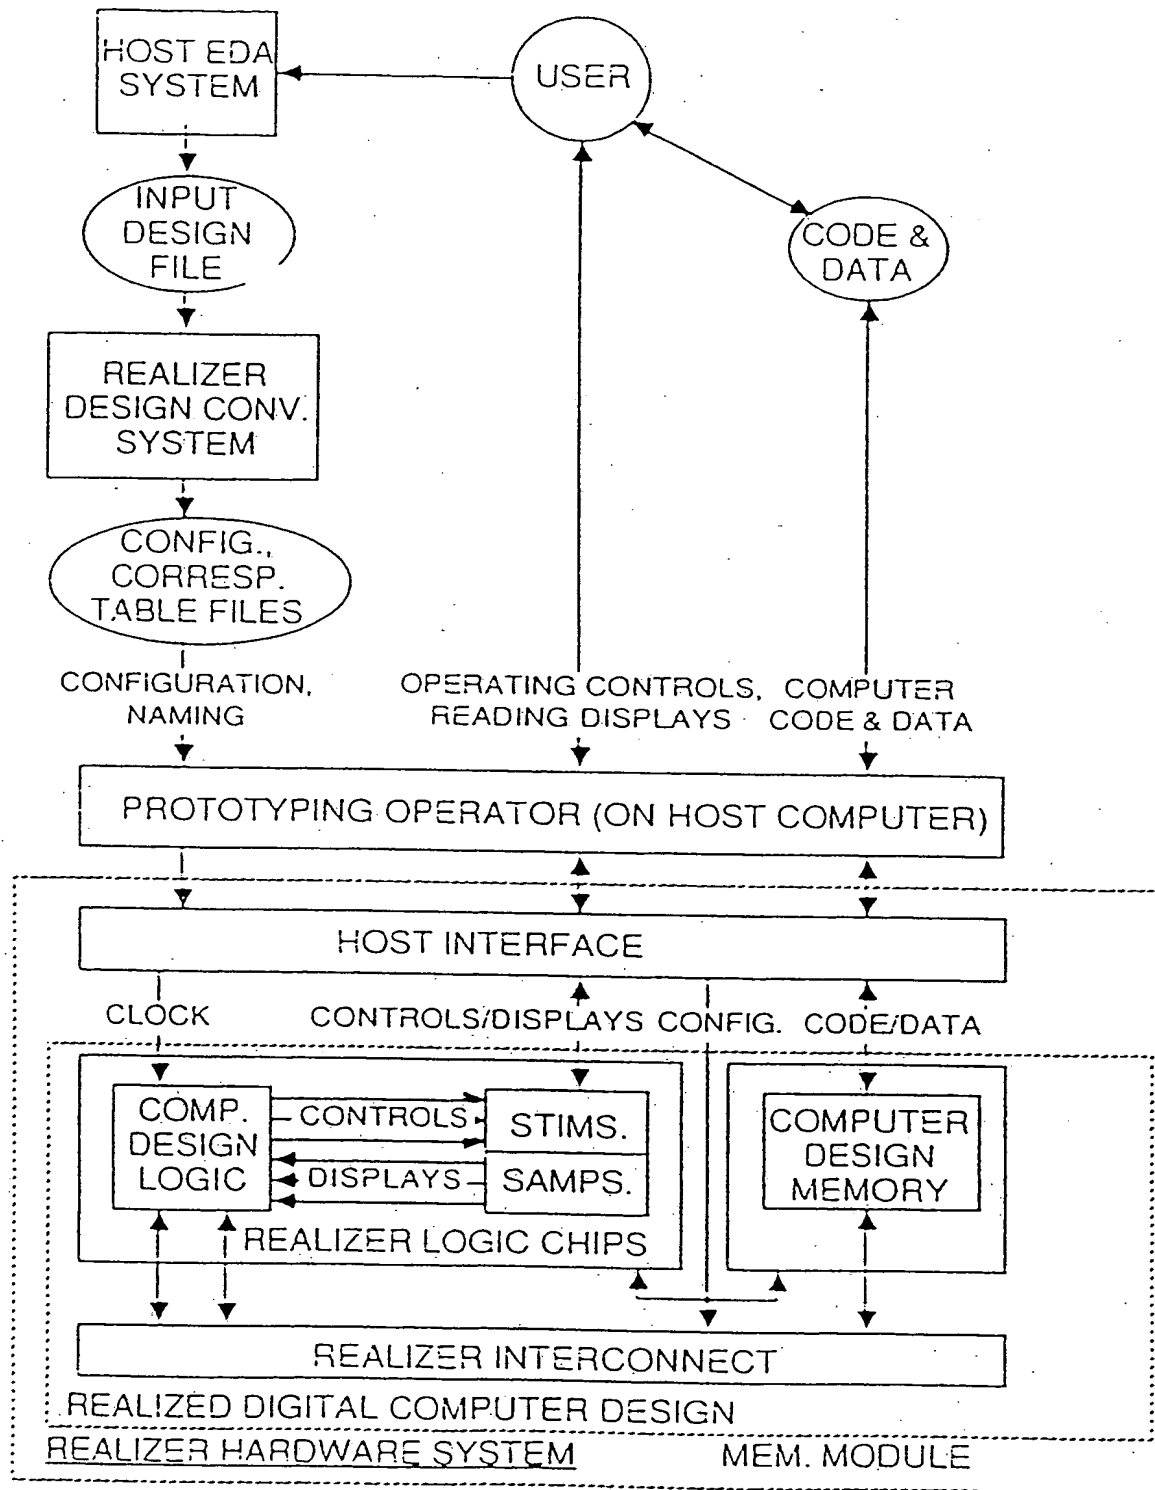 HOST EDA
SYSTEM
USER
INPUT
DESIGN
FILE
CODE &
DATA
REALIZER
DESIGN CONV.
SYSTEM
CONFIG.,
CORRESP.
TABLE FILES
CONFIGURATION,
NAMING
OPERATING CONTROLS,
READING DISPLAYS
COMPUTER
CODE & DATA
PROTOTYPING OPERATOR (ON HOST COMPUTER)
HOST INTERFACE
CLOCK
CONTROLS/DISPLAYS
CONFIG.
CODE/DATA
COMP.
DESIGN
LOGIC
CONTROLS
DISPLAYS
STIMS.
SAMPS.
REALIZER LOGIC CHIPS
COMPUTER
DESIGN
MEMORY
REALIZER INTERCONNECT
REALIZED DIGITAL COMPUTER DESIGN
REALIZER HARDWARE SYSTEM
MEM. MODULE